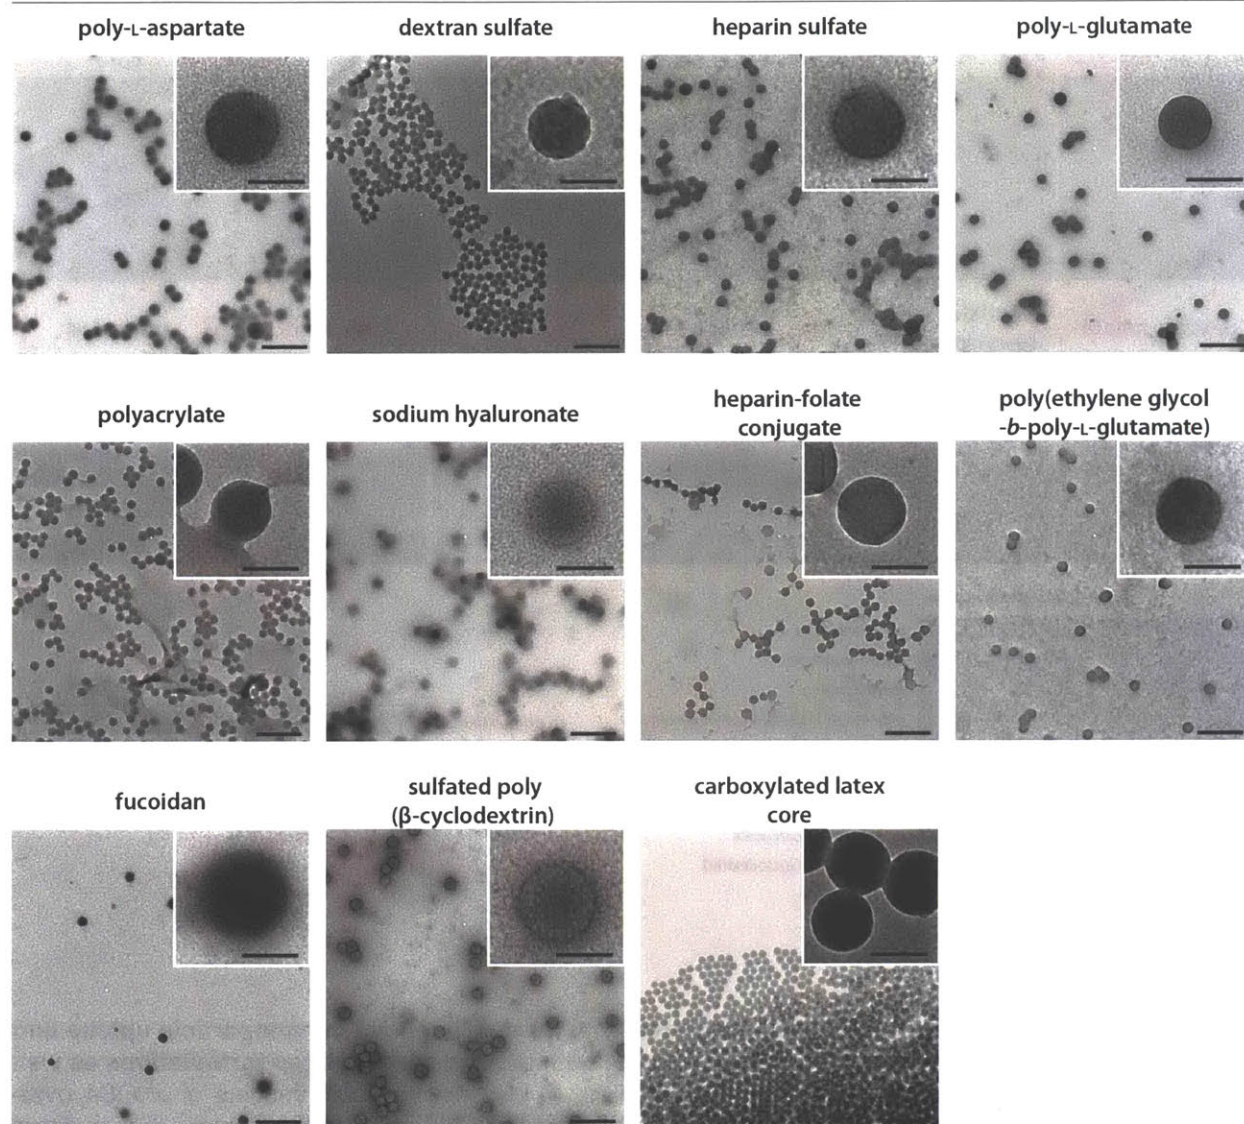 poly-L-aspartate
dextran sulfate
heparin sulfate
poly-L-glutamate
polyacrylate
sodium hyaluronate
heparin-folate
conjugate
poly(ethylene glycol
-b-poly-L-glutamate)
fucoidan
sulfated poly
(β-cyclodextrin)
carboxylated latex
core